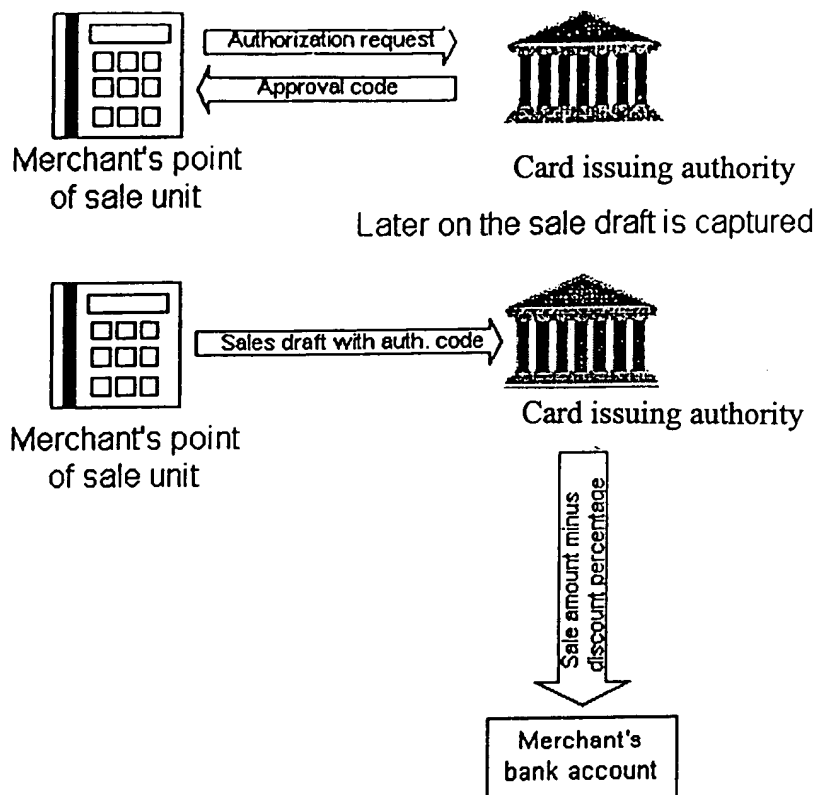 Authorization request
Approval code
Merchant's point
of sale unit
Card issuing authority
Later on the sale draft is captured
Sales draft with auth. code
Card issuing authority
Merchant's point
of sale unit
Sale amount minus
discount percentage
Merchant's
bank account